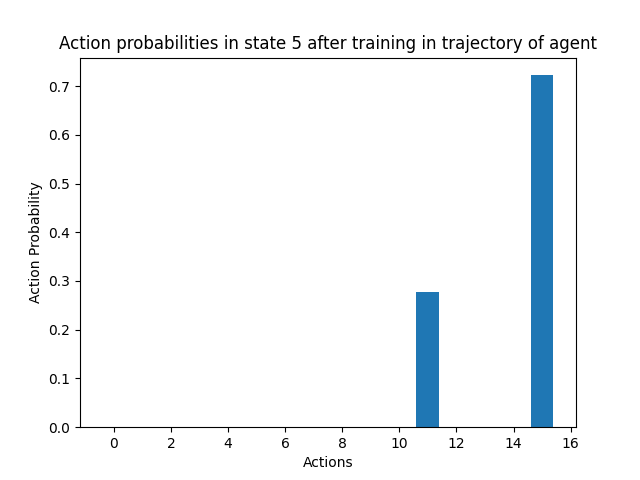 Action probabilities in state 5 after training in trajectory of agent
0.7
0.6
0.5
0.4
0.3
0.2
0.1
0.0
Action Probability
0 2 4 6 8 10 12 14 16
Actions